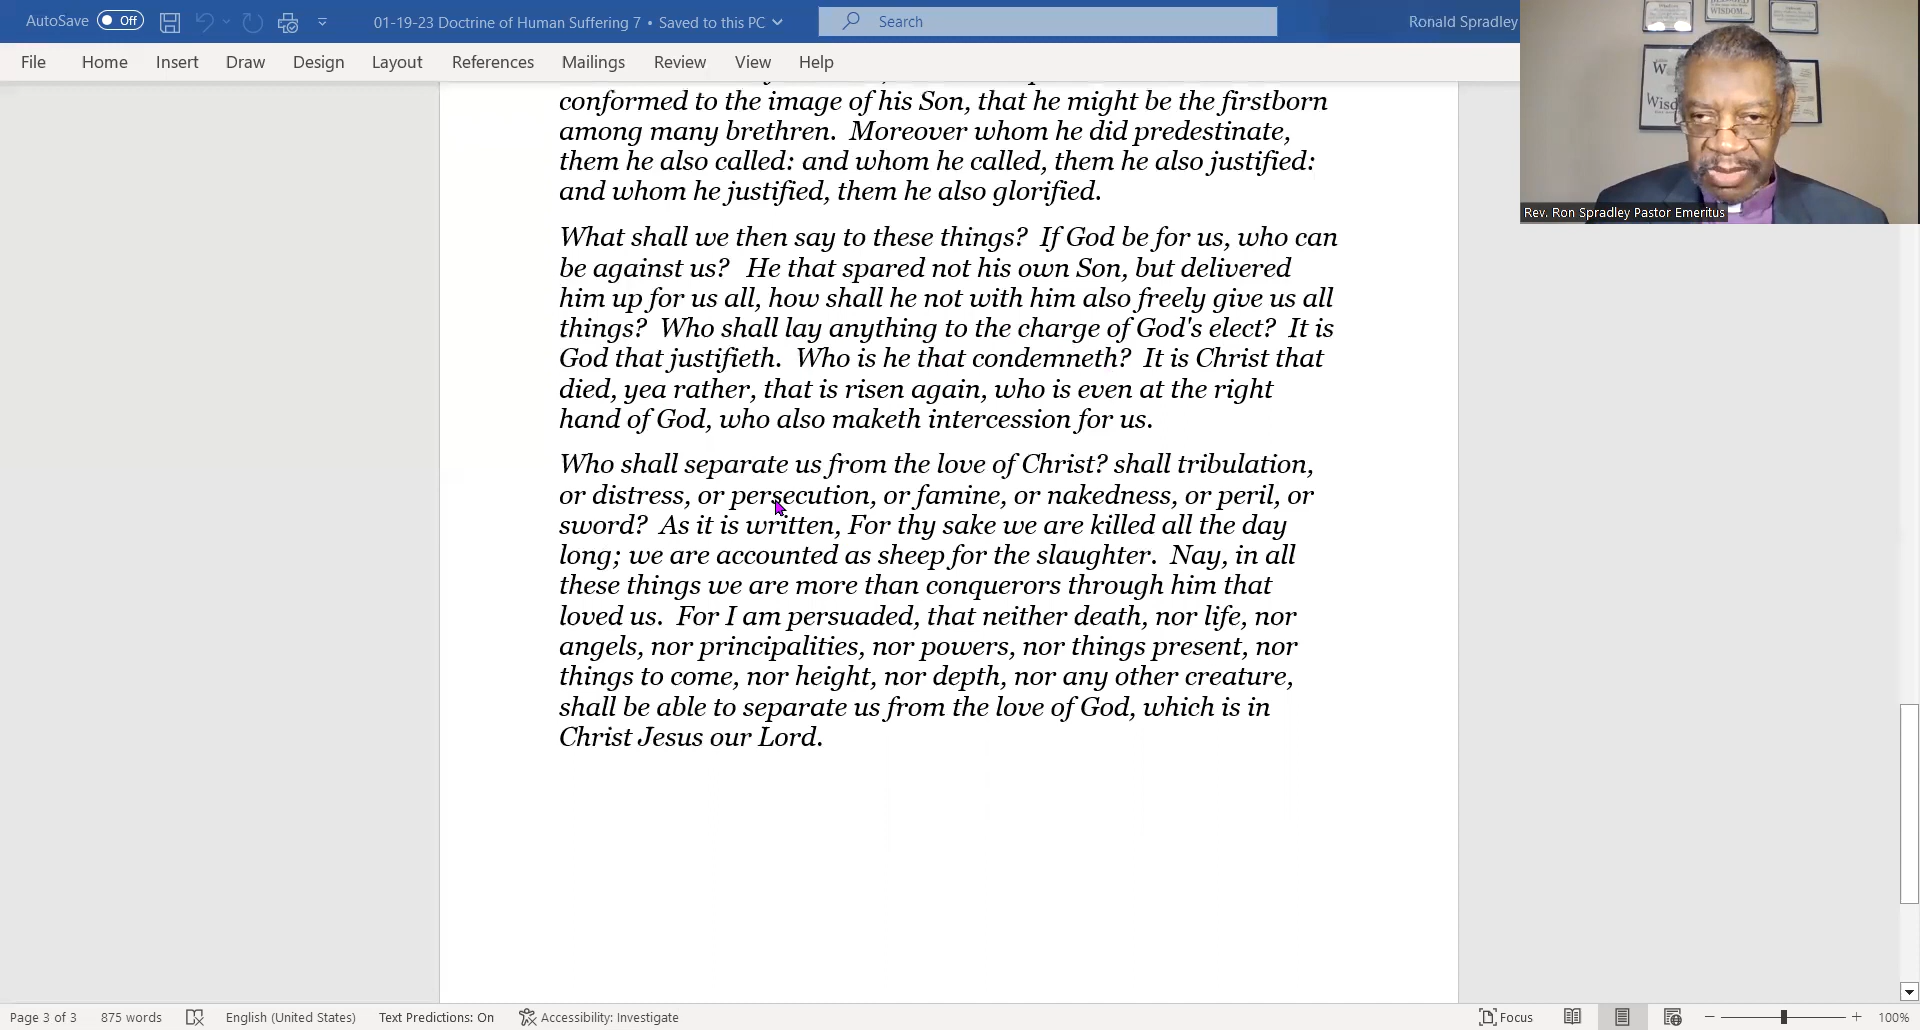 AutoSave Off 01-19-23 Doctrine of Human Suffering 7 • Saved to this PC Search Ronald Spradley
File Home Insert Draw Design Layout References Mailings Review View Help
conformed to the image of his Son, that he might be the firstborn
among many brethren. Moreover whom he did predestinate,
them he also called: and whom he called, them he also justified:
and whom he justified, them he also glorified.
What shall we then say to these things? If God be for us, who can
be against us? He that spared not his own Son, but delivered
him up for us all, how shall he not with him also freely give us all
things? Who shall lay anything to the charge of God's elect? It is
God that justifieth. Who is he that condemneth? It is Christ that
died, yea rather, that is risen again, who is even at the right
hand of God, who also maketh intercession for us.
Who shall separate us from the love of Christ? shall tribulation,
or distress, or persecution, or famine, or nakedness, or peril, or
sword? As it is written, For thy sake we are killed all the day
long; we are accounted as sheep for the slaughter. Nay, in all
these things we are more than conquerors through him that
loved us. For I am persuaded, that neither death, nor life, nor
angels, nor principalities, nor powers, nor things present, nor
things to come, nor height, nor depth, nor any other creature,
shall be able to separate us from the love of God, which is in
Christ Jesus our Lord.
WISDOM...
Rev. Ron Spradley Pastor Emeritus
Page 3 of 3 875 words English (United States) Text Predictions: On Accessibility: Investigate Focus 100%